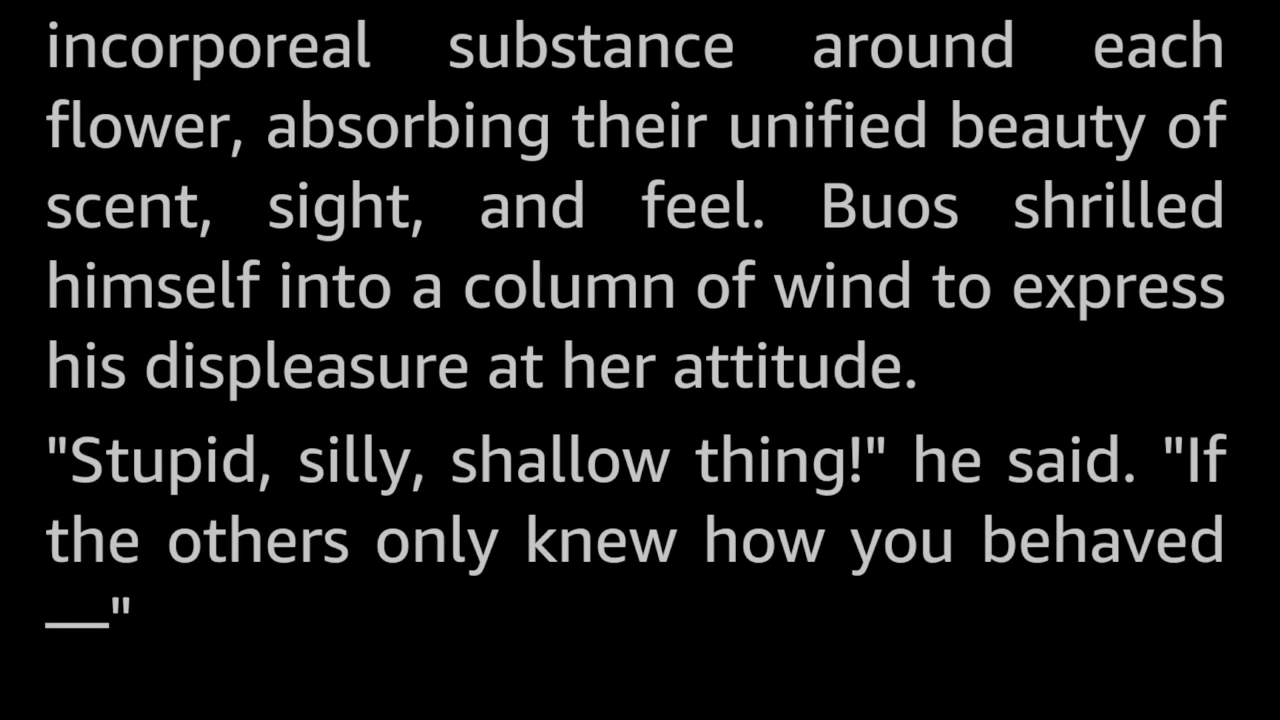 incorporeal substance around each
flower, absorbing their unified beauty of
scent, sight, and feel. Buos shrilled
himself into a column of wind to express
his displeasure at her attitude.
"Stupid, silly, shallow thing!" he said. "If
the others only knew how you behaved
__"